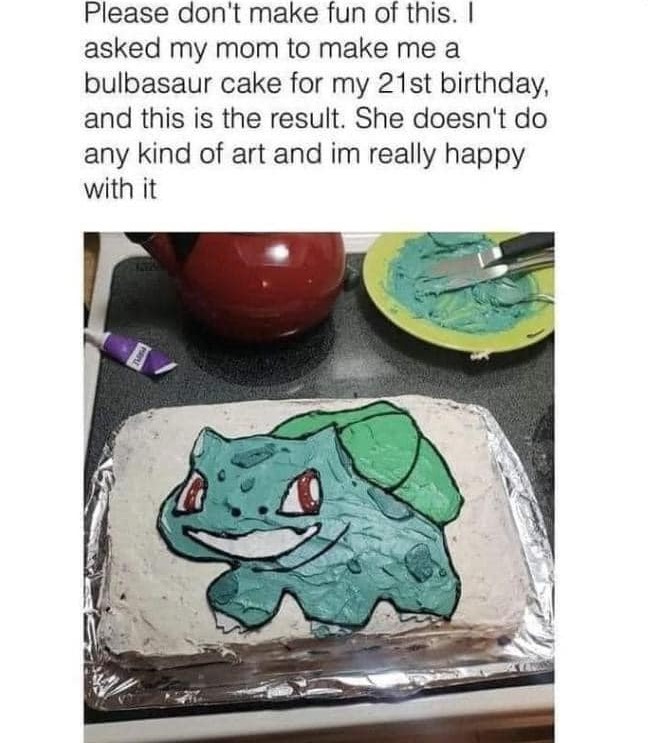 Please don't make fun of this. I
asked my mom to make me a
bulbasaur cake for my 21st birthday,
and this is the result. She doesn't do
any kind of art and im really happy
with it